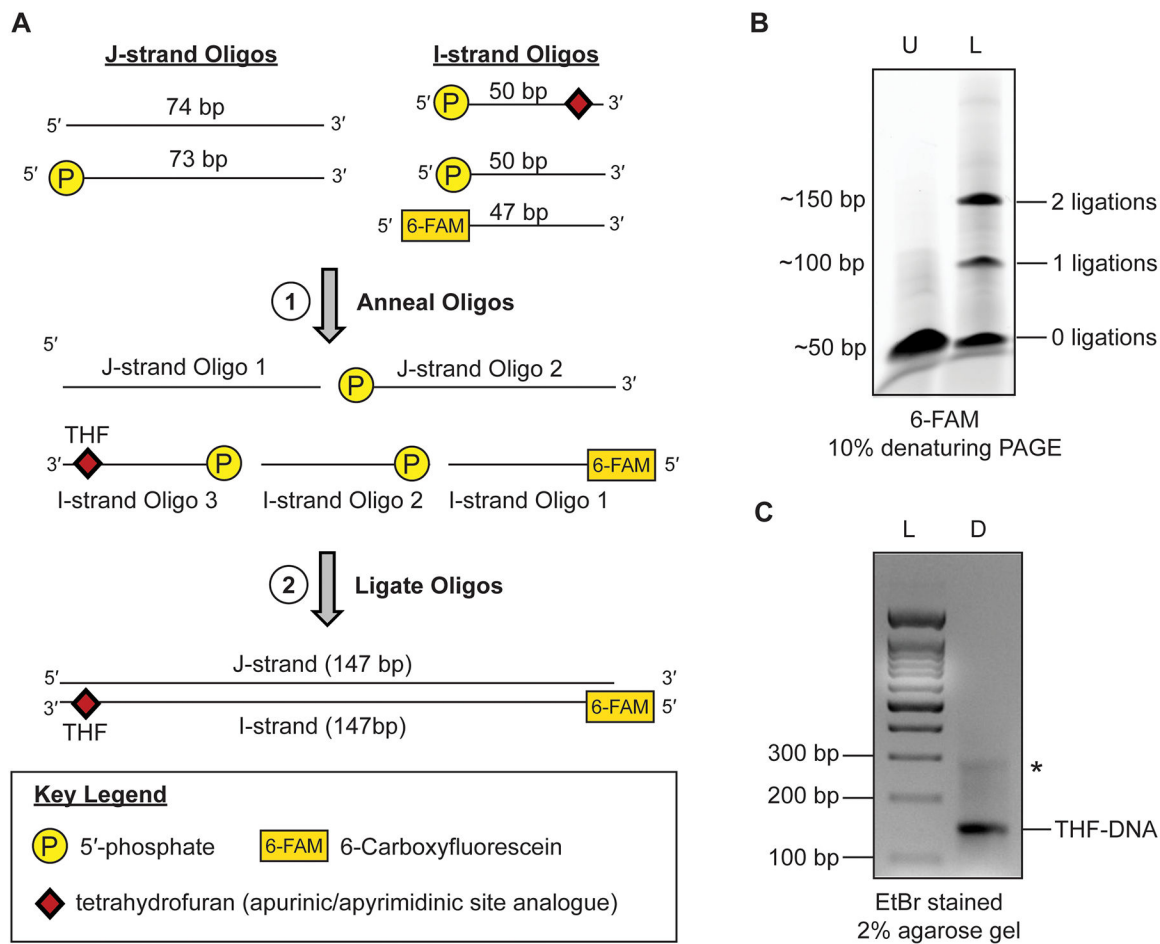 A
J-strand Oligos
74 bp
5′ 3′
73 bp
5′ P 3′
I-strand Oligos
50 bp
5′ P 3′
50 bp
5′ P 3′
47 bp
5′ 6-FAM 3′
1 Anneal Oligos
5′
J-strand Oligo 1
P J-strand Oligo 2 3′
THF
3′ P P 6-FAM 5′
I-strand Oligo 3 I-strand Oligo 2 I-strand Oligo 1
2 Ligate Oligos
J-strand (147 bp)
5′ 3′
3′ 6-FAM 5′
THF I-strand (147bp)
Key Legend
P 5′-phosphate 6-FAM 6-Carboxyfluorescein
tetrahydrofuran (apurinic/apyrimidinic site analogue)
B
U L
~150 bp 2 ligations
~100 bp 1 ligations
~50 bp 0 ligations
6-FAM
10% denaturing PAGE
C
L D
300 bp *
200 bp
THF-DNA
100 bp
EtBr stained
2% agarose gel